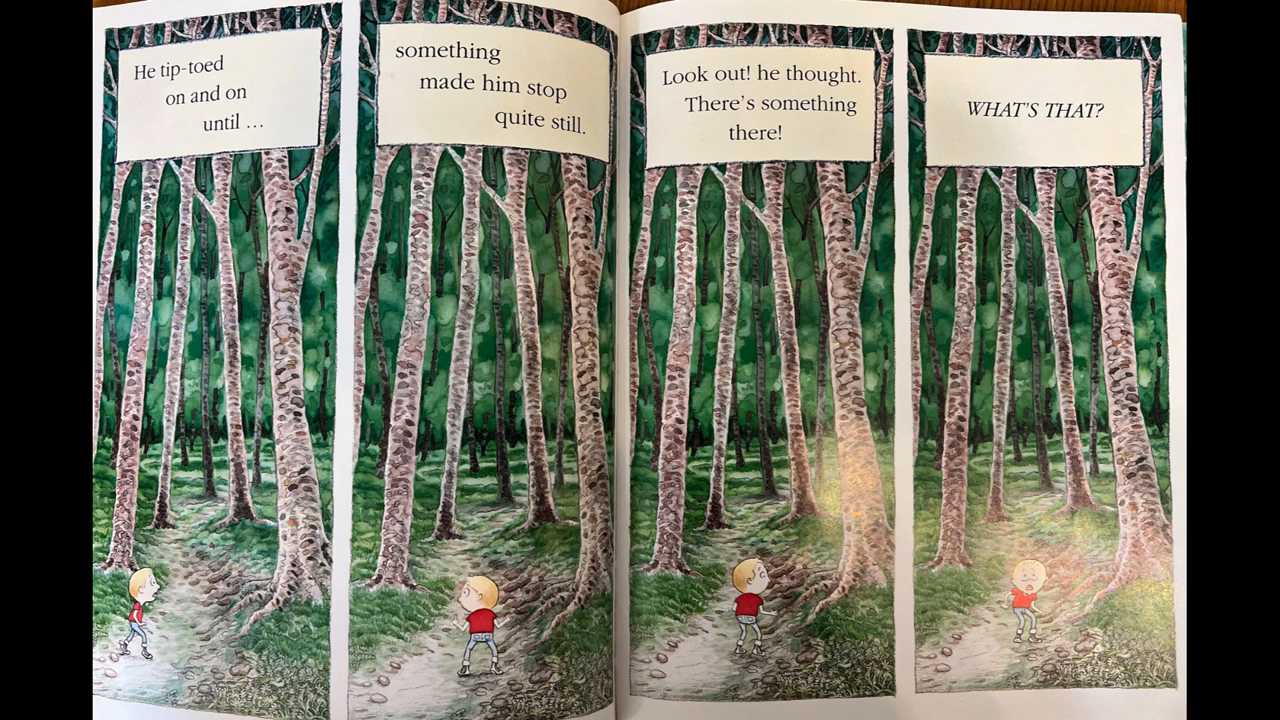 He tip-toed
on and on
until ...
something
made him stop
quite still.
Look out! he thought.
There's something
there!
WHAT'S THAT?